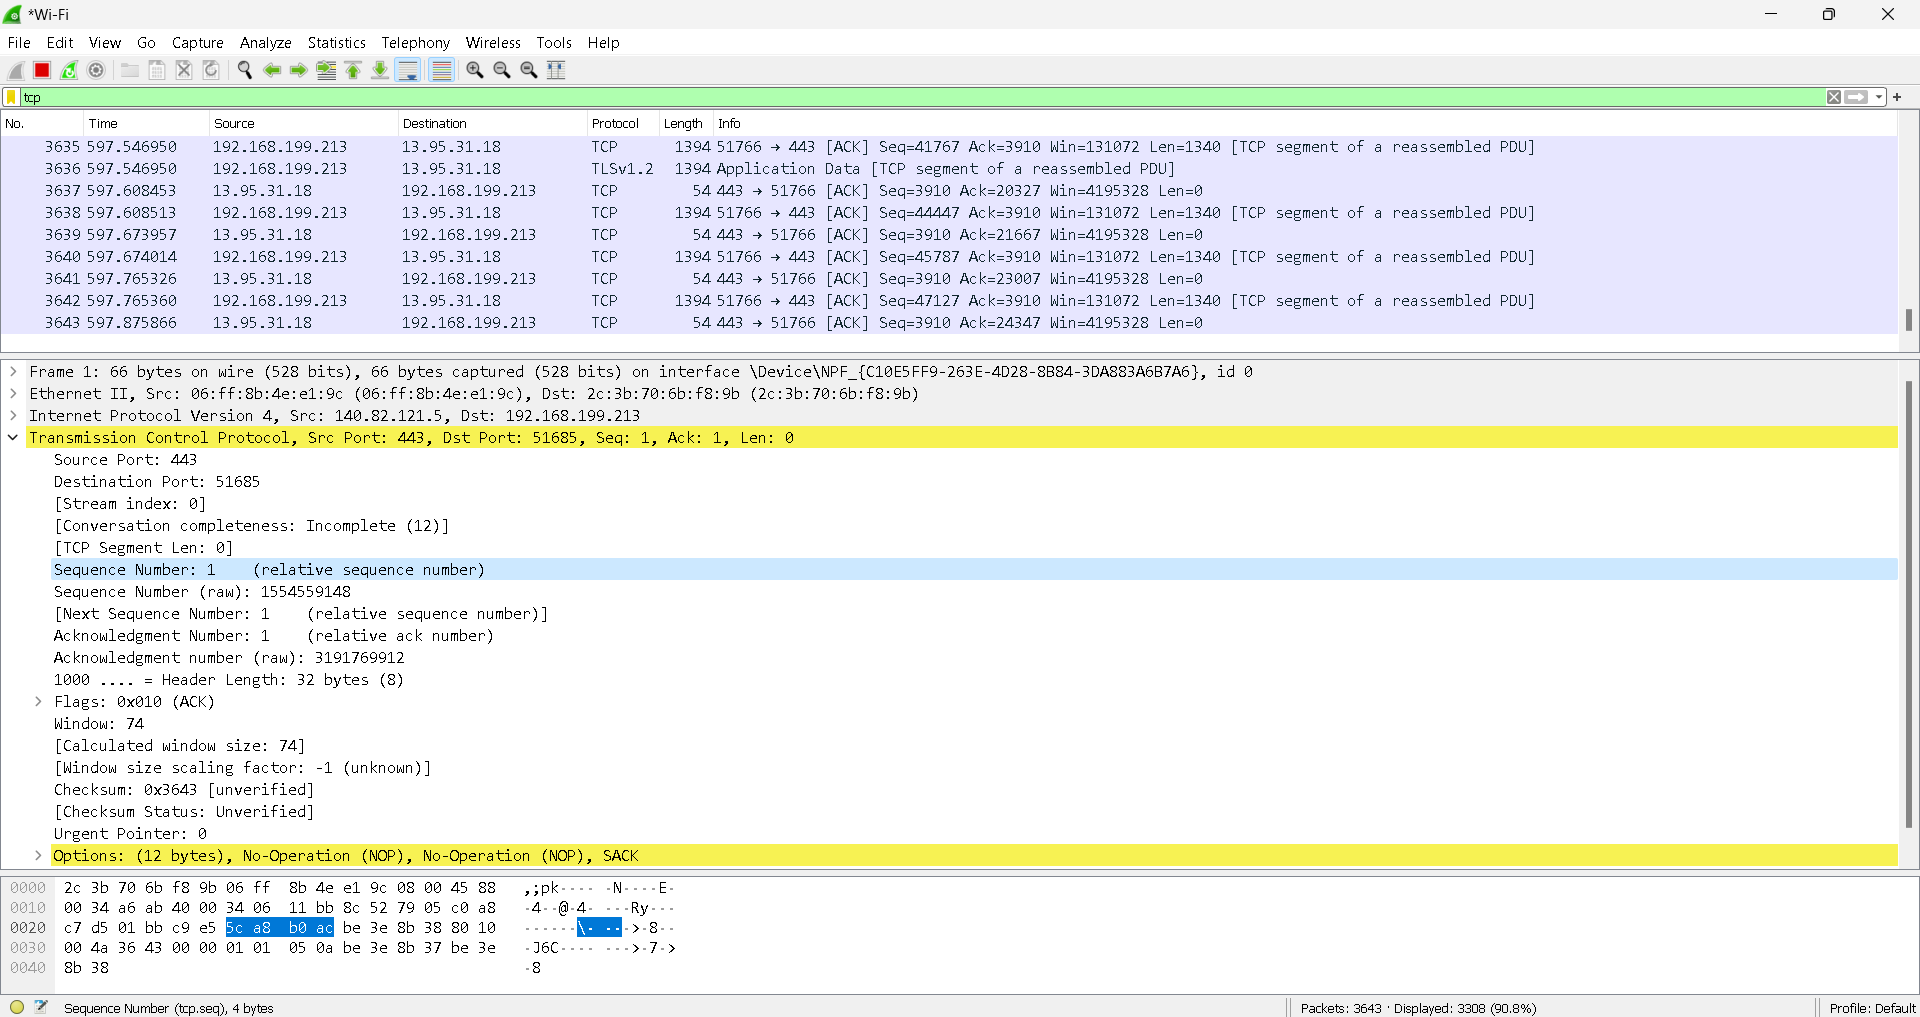 *Wi-Fi
File Edit View Go Capture Analyze Statistics Telephony Wireless Tools Help
tcp
No. Time Source Destination Protocol Length Info
3635 597.546950 192.168.199.213 13.95.31.18 TCP 1394 51766 → 443 [ACK] Seq=41767 Ack=3910 Win=131072 Len=1340 [TCP segment of a reassembled PDU]
3636 597.546950 192.168.199.213 13.95.31.18 TLSv1.2 1394 Application Data [TCP segment of a reassembled PDU]
3637 597.608453 13.95.31.18 192.168.199.213 TCP 54 443 → 51766 [ACK] Seq=3910 Ack=20327 Win=4195328 Len=0
3638 597.608513 192.168.199.213 13.95.31.18 TCP 1394 51766 → 443 [ACK] Seq=44447 Ack=3910 Win=131072 Len=1340 [TCP segment of a reassembled PDU]
3639 597.673957 13.95.31.18 192.168.199.213 TCP 54 443 → 51766 [ACK] Seq=3910 Ack=21667 Win=4195328 Len=0
3640 597.674014 192.168.199.213 13.95.31.18 TCP 1394 51766 → 443 [ACK] Seq=45787 Ack=3910 Win=131072 Len=1340 [TCP segment of a reassembled PDU]
3641 597.765326 13.95.31.18 192.168.199.213 TCP 54 443 → 51766 [ACK] Seq=3910 Ack=23007 Win=4195328 Len=0
3642 597.765360 192.168.199.213 13.95.31.18 TCP 1394 51766 → 443 [ACK] Seq=47127 Ack=3910 Win=131072 Len=1340 [TCP segment of a reassembled PDU]
3643 597.875866 13.95.31.18 192.168.199.213 TCP 54 443 → 51766 [ACK] Seq=3910 Ack=24347 Win=4195328 Len=0
Frame 1: 66 bytes on wire (528 bits), 66 bytes captured (528 bits) on interface \Device\NPF_{C10E5FF9-263E-4D28-8B84-3DA883A6B7A6}, id 0
Ethernet II, Src: 06:ff:8b:4e:e1:9c (06:ff:8b:4e:e1:9c), Dst: 2c:3b:70:6b:f8:9b (2c:3b:70:6b:f8:9b)
Internet Protocol Version 4, Src: 140.82.121.5, Dst: 192.168.199.213
Transmission Control Protocol, Src Port: 443, Dst Port: 51685, Seq: 1, Ack: 1, Len: 0
Source Port: 443
Destination Port: 51685
[Stream index: 0]
[Conversation completeness: Incomplete (12)]
[TCP Segment Len: 0]
Sequence Number: 1    (relative sequence number)
Sequence Number (raw): 1554559148
[Next Sequence Number: 1    (relative sequence number)]
Acknowledgment Number: 1    (relative ack number)
Acknowledgment number (raw): 3191769912
1000 .... = Header Length: 32 bytes (8)
Flags: 0x010 (ACK)
Window: 74
[Calculated window size: 74]
[Window size scaling factor: -1 (unknown)]
Checksum: 0x3643 [unverified]
[Checksum Status: Unverified]
Urgent Pointer: 0
Options: (12 bytes), No-Operation (NOP), No-Operation (NOP), SACK
0000 2c 3b 70 6b f8 9b 06 ff 8b 4e e1 9c 08 00 45 88 ,;pk···· ·N····E·
0010 00 34 a6 ab 40 00 34 06 11 bb 8c 52 79 05 c0 a8 ·4··@·4· ···Ry···
0020 c7 d5 01 bb c9 e5 5c a8 b0 ac be 3e 8b 38 80 10 ······\· ···>·8··
0030 00 4a 36 43 00 00 01 01 05 0a be 3e 8b 37 be 3e ·J6C···· ···>·7·>
0040 8b 38 ·8
Sequence Number (tcp.seq), 4 bytes
Packets: 3643 · Displayed: 3308 (90.8%)
Profile: Default